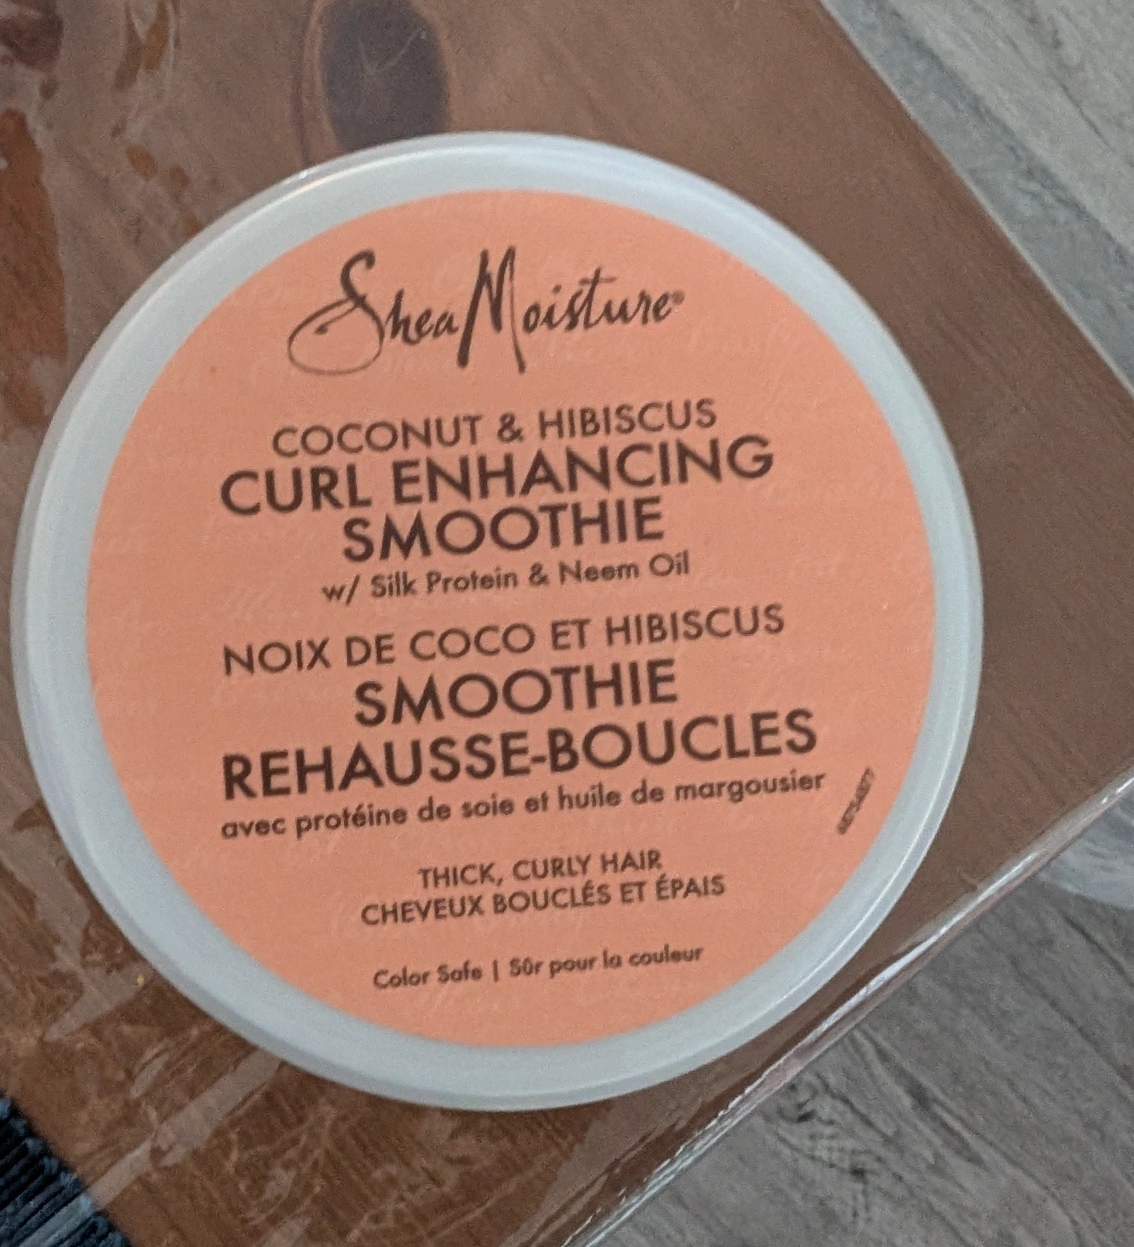 SheaMoisture®
COCONUT & HIBISCUS
CURL ENHANCING
SMOOTHIE
w/ Silk Protein & Neem Oil
NOIX DE COCO ET HIBISCUS
SMOOTHIE
REHAUSSE-BOUCLES
avec protéine de soie et huile de margousier
THICK, CURLY HAIR
CHEVEUX BOUCLÉS ET ÉPAIS
Color Safe | Sûr pour la couleur